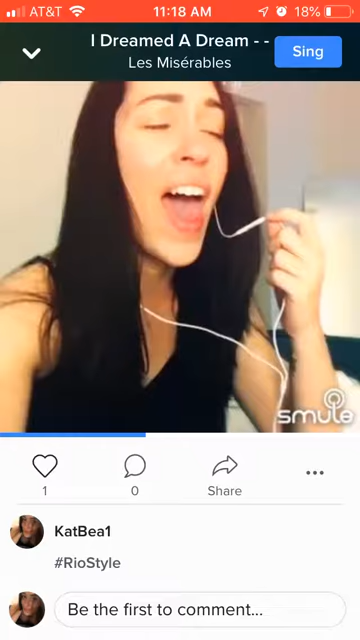 AT&T 11:18 AM 18%
I Dreamed A Dream - -
Les Misérables
Sing
smule
1
0
Share
KatBea1
#RioStyle
Be the first to comment...